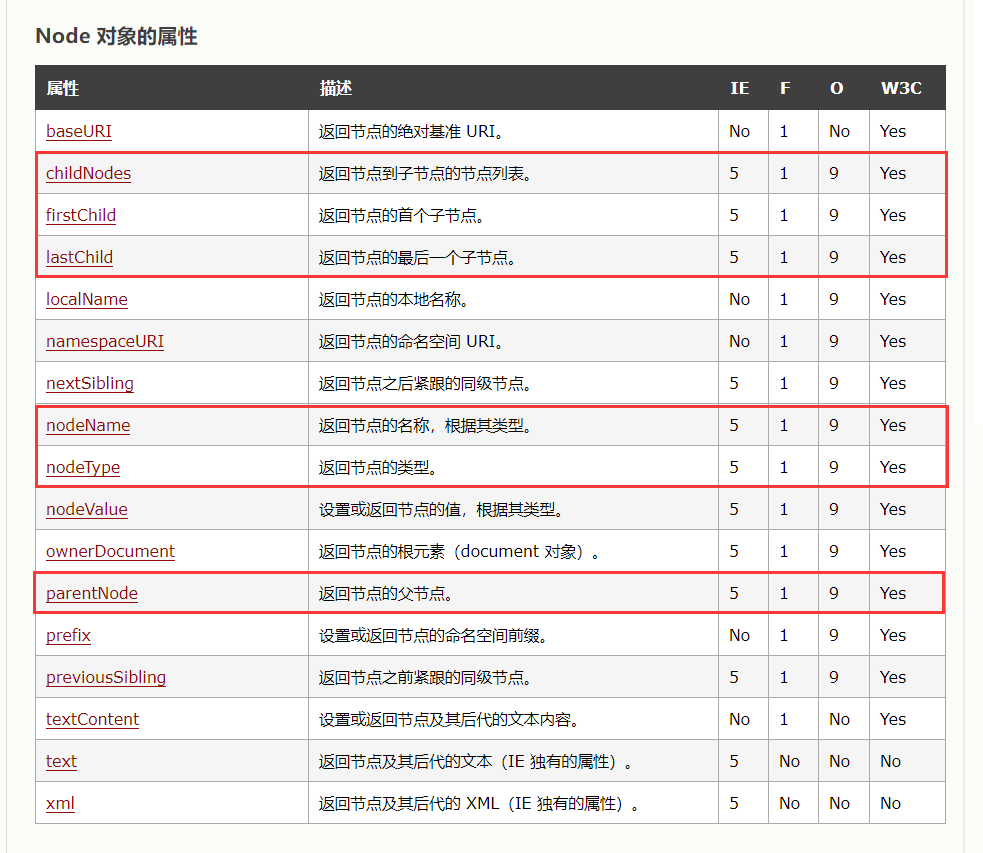 Node 对象的属性
属性 描述 IE F O W3C
baseURI 返回节点的绝对基准 URI。 No 1 No Yes
childNodes 返回节点到子节点的节点列表。 5 1 9 Yes
firstChild 返回节点的首个子节点。 5 1 9 Yes
lastChild 返回节点的最后一个子节点。 5 1 9 Yes
localName 返回节点的本地名称。 No 1 9 Yes
namespaceURI 返回节点的命名空间 URI。 No 1 9 Yes
nextSibling 返回节点之后紧跟的同级节点。 5 1 9 Yes
nodeName 返回节点的名称，根据其类型。 5 1 9 Yes
nodeType 返回节点的类型。 5 1 9 Yes
nodeValue 设置或返回节点的值，根据其类型。 5 1 9 Yes
ownerDocument 返回节点的根元素（document 对象）。 5 1 9 Yes
parentNode 返回节点的父节点。 5 1 9 Yes
prefix 设置或返回节点的命名空间前缀。 No 1 9 Yes
previousSibling 返回节点之前紧跟的同级节点。 5 1 9 Yes
textContent 设置或返回节点及其后代的文本内容。 No 1 No Yes
text 返回节点及其后代的文本（IE 独有的属性）。 5 No No No
xml 返回节点及其后代的 XML（IE 独有的属性）。 5 No No No